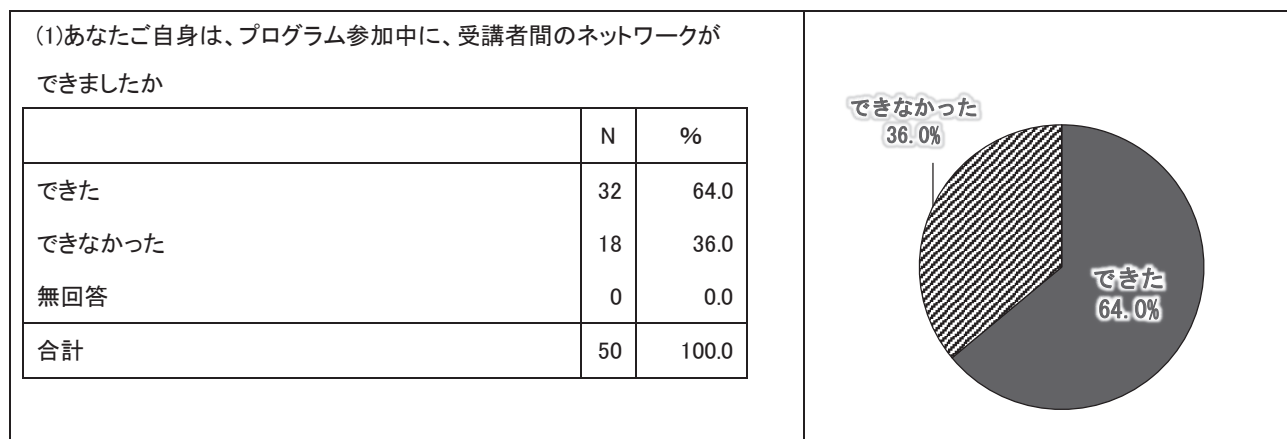 (1)あなたご自身は、プログラム参加中に、受講者間のネットワークが
できましたか
N %
できた 32 64.0
できなかった 18 36.0
無回答 0 0.0
合計 50 100.0
できなかった
36.0%
できた
64.0%